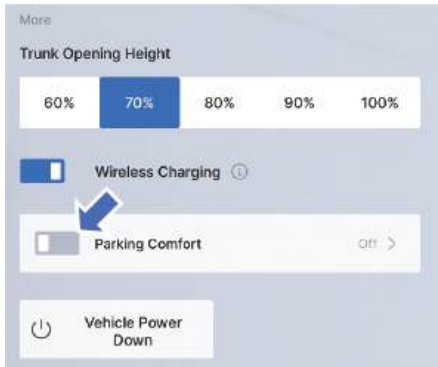 More
Trunk Opening Height
60% 70% 80% 90% 100%
Wireless Charging
Parking Comfort Off
Vehicle Power
Down